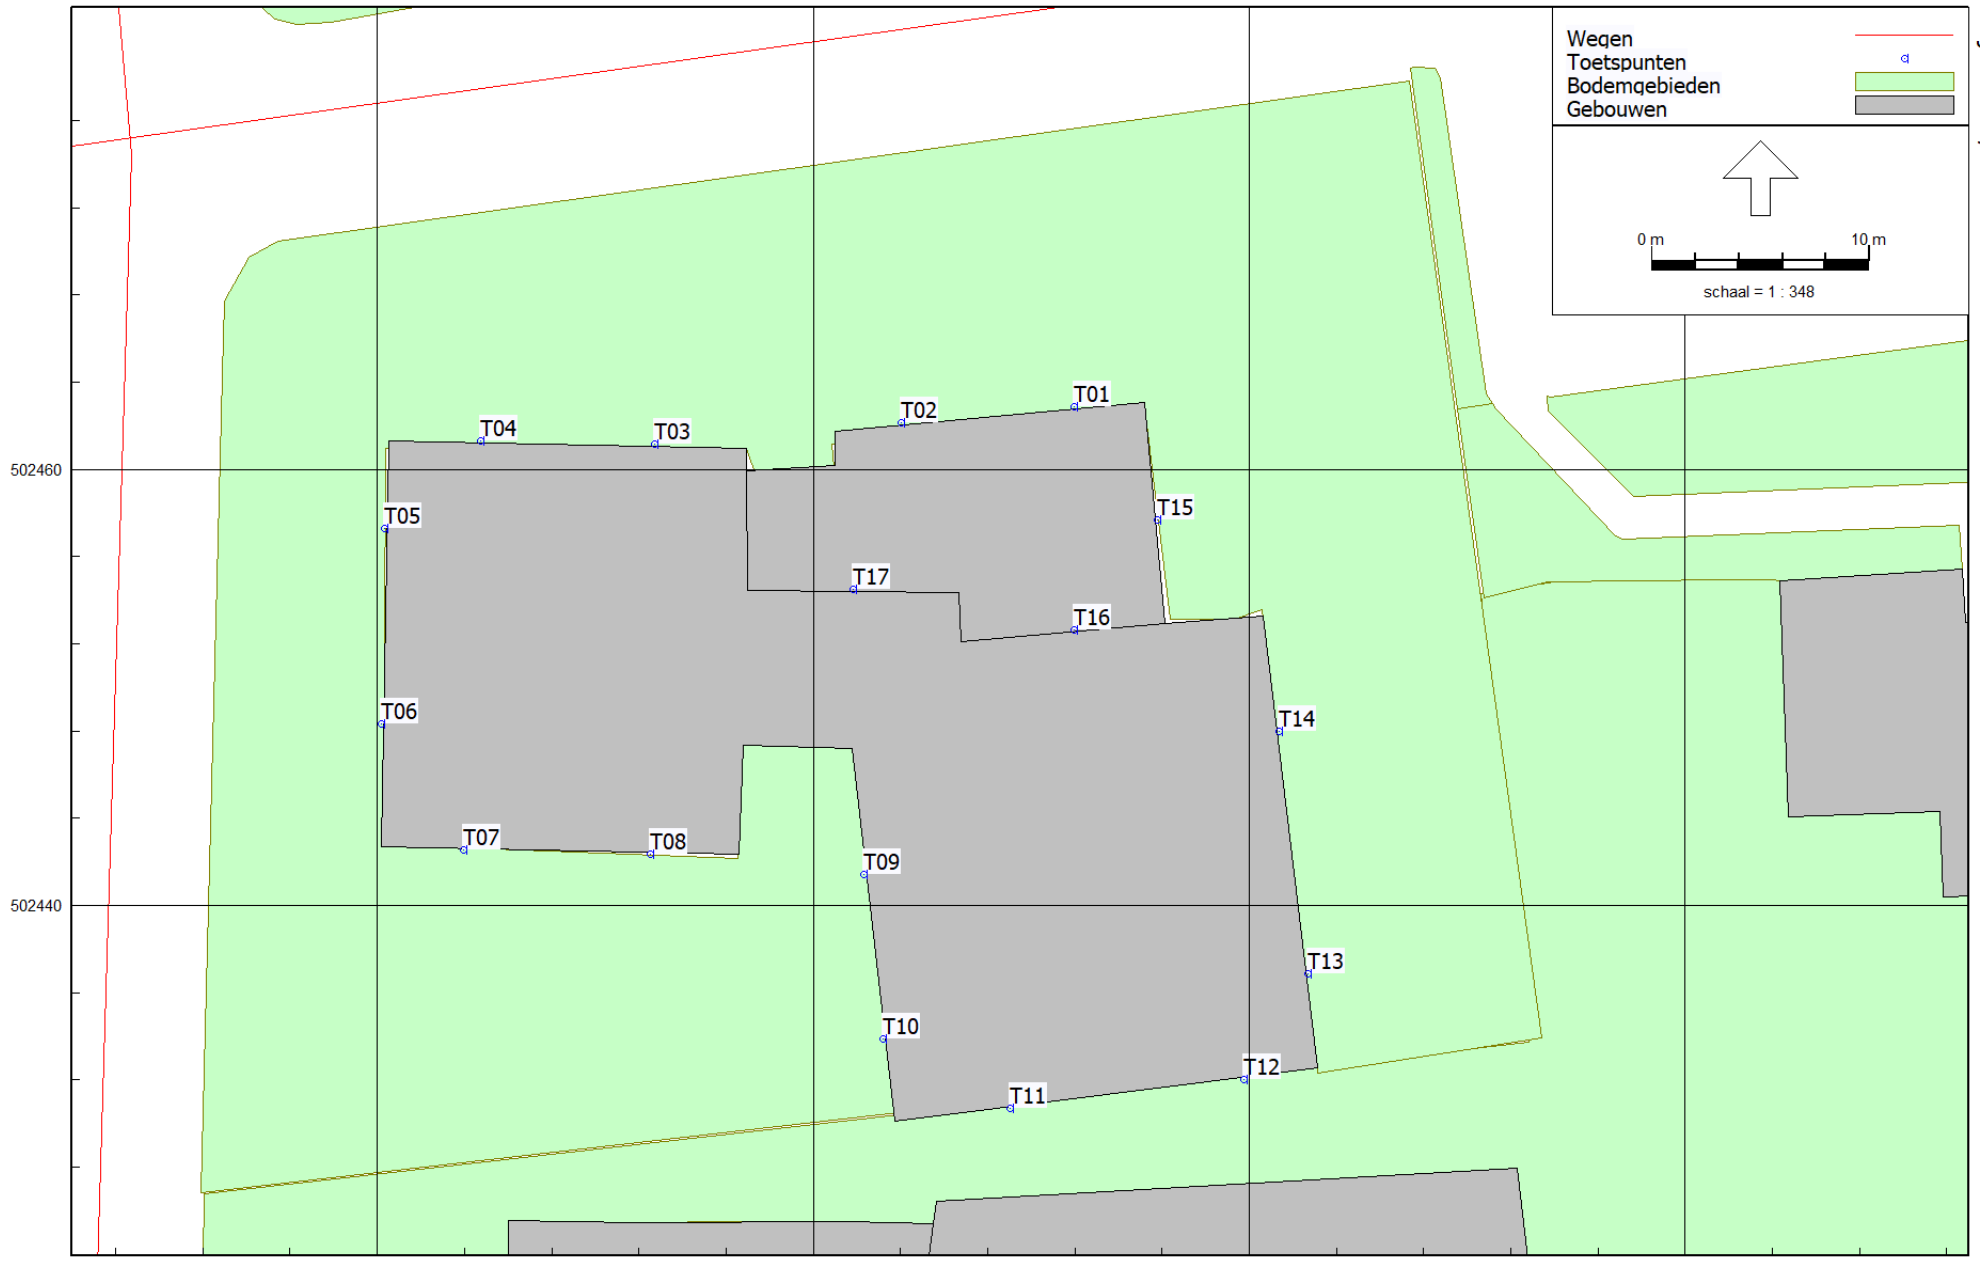 Wegen
Toetspunten
Bodemgebieden
Gebouwen
0 m 10 m
schaal = 1 : 348
T01
T02
T03
T04
502460
T15
T05
T17
T16
T06
T14
T07
T08
T09
502440
T13
T10
T12
T11